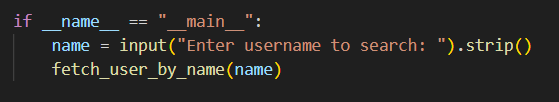 if __name__ == "__main__":
    name = input("Enter username to search: ").strip()
    fetch_user_by_name(name)